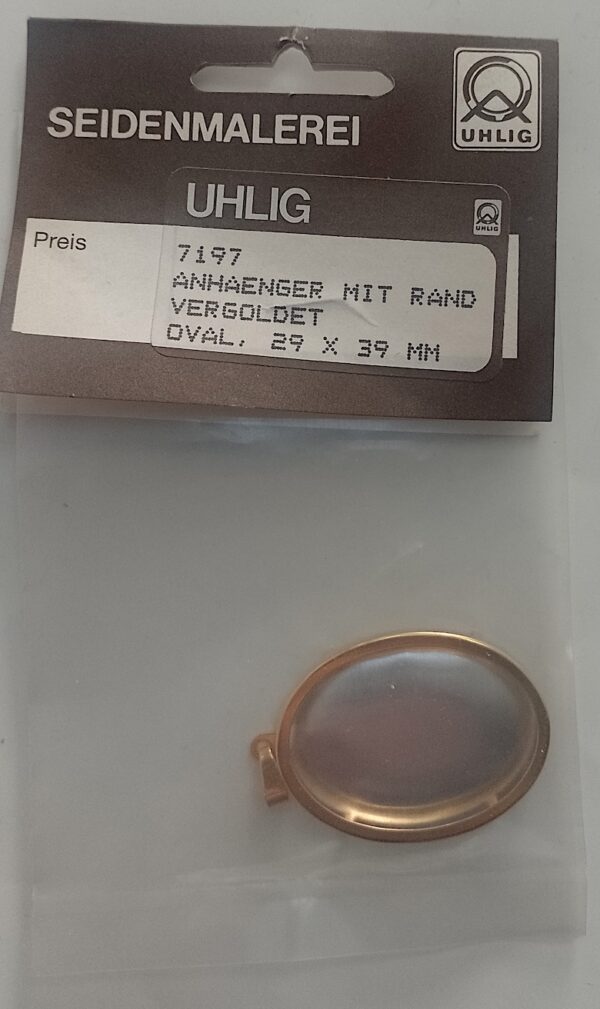 SEIDENMALEREI
UHLIG
UHLIG
UHLIG
Preis
7197
ANHAENGER MIT RAND
VERGOLDET
OVAL, 29 X 39 MM